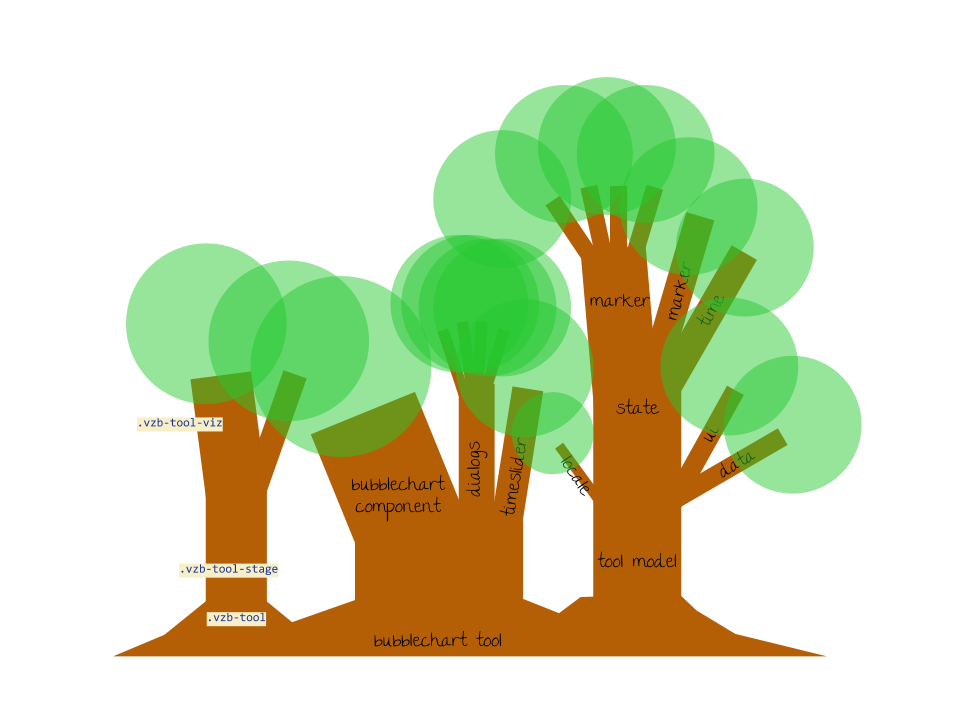 marker
marker
time
state
ui
data
.vzb-tool-viz
bubblechart
component
dialogs
timeslider
locale
tool model
.vzb-tool-stage
.vzb-tool
bubblechart tool